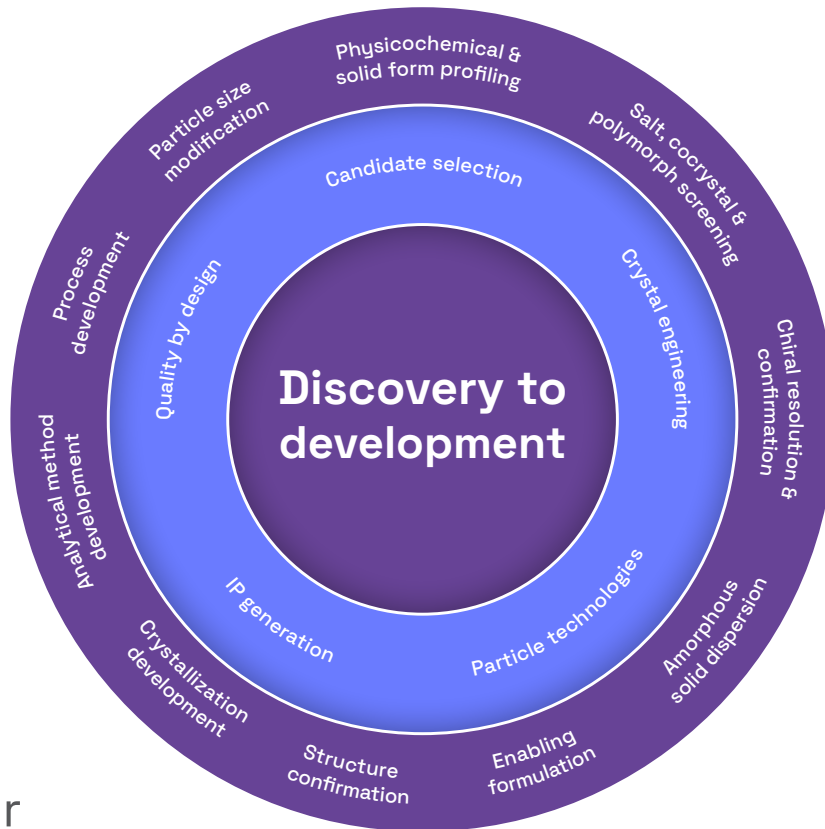 Physicochemical &
solid form profiling
Salt, cocrystal &
polymorph screening
Chiral resolution &
confirmation
Amorphous
solid dispersion
Enabling
formulation
Structure
confirmation
Crystallization
development
Analytical method
development
Process
development
Particle size
modification
Candidate selection
Crystal engineering
Particle technologies
IP generation
Quality by design
Discovery to
development
r